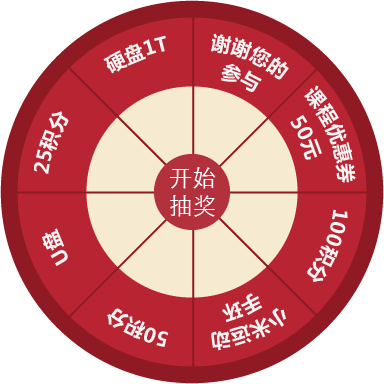 谢谢您的
参与
课程优惠券
50元
100积分
小米运动
手环
50积分
U盘
25积分
硬盘1T
开始
抽奖